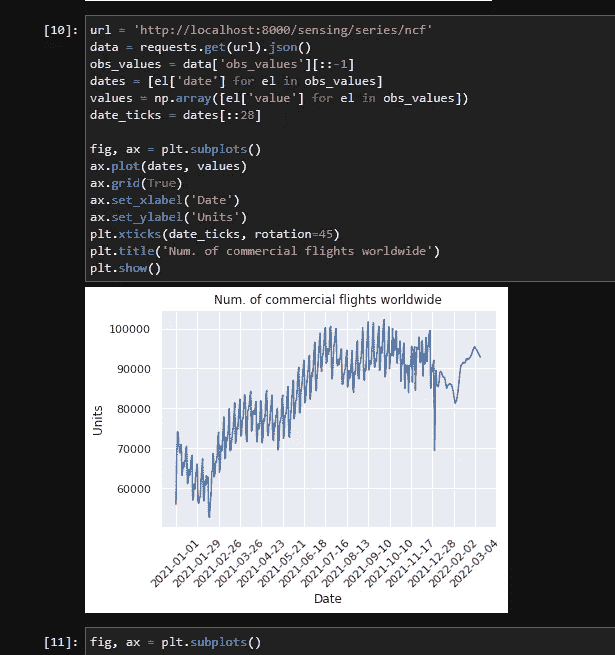 [10]: url = 'http://localhost:8000/sensing/series/ncf'
data = requests.get(url).json()
obs_values = data['obs_values'][::-1]
dates = [el['date'] for el in obs_values]
values = np.array([el['value'] for el in obs_values])
date_ticks = dates[::28]
fig, ax = plt.subplots()
ax.plot(dates, values)
ax.grid(True)
ax.set_xlabel('Date')
ax.set_ylabel('Units')
plt.xticks(date_ticks, rotation=45)
plt.title('Num. of commercial flights worldwide')
plt.show()
Num. of commercial flights worldwide
100000
90000
80000
70000
60000
Units
2021-01-01
2021-01-29
2021-02-26
2021-03-26
2021-04-23
2021-05-21
2021-06-18
2021-07-16
2021-08-13
2021-09-10
2021-10-10
2021-11-17
2021-12-28
2022-02-02
2022-03-04
Date
[11]: fig, ax = plt.subplots()